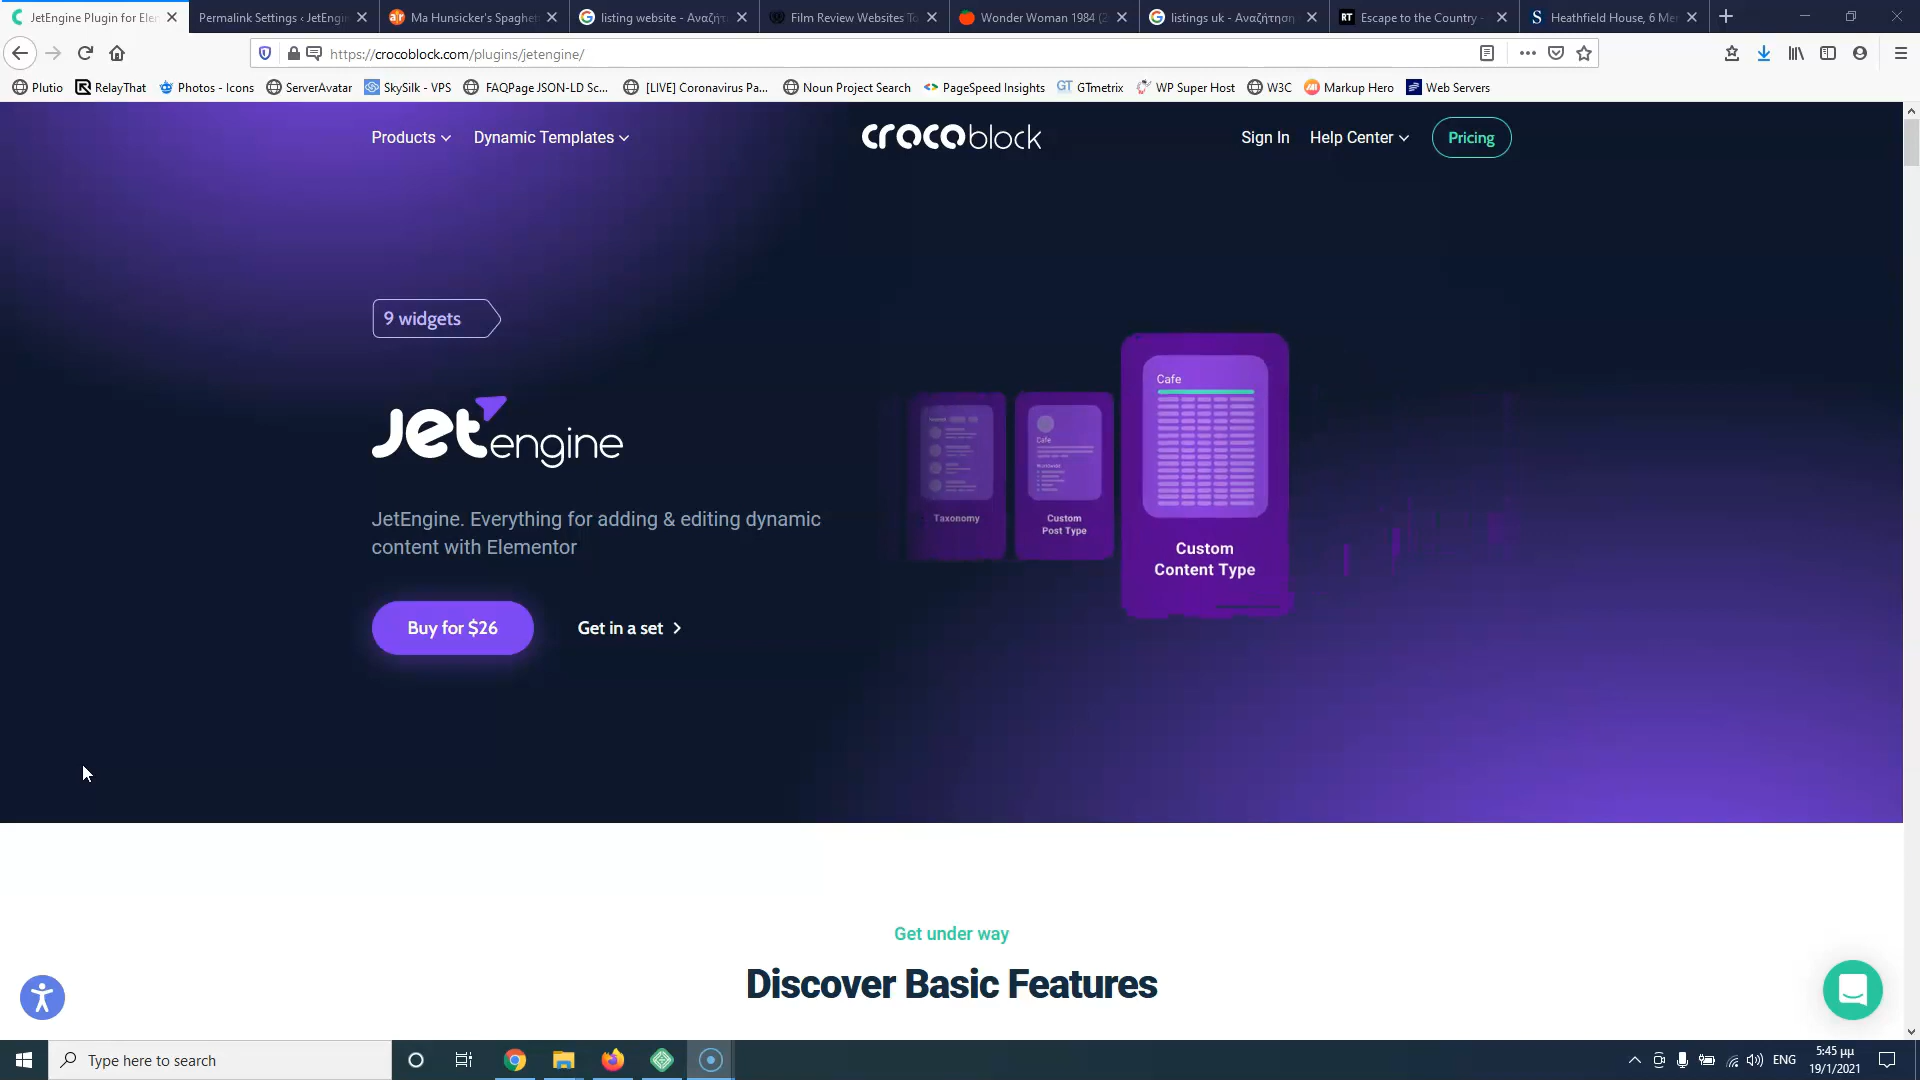 JetEngine Plugin for Ele
Permalink Settings ‹ JetEngin
Ma Hunsicker's Spaghet
listing website - Αναζήτ
Film Review Websites To
Wonder Woman 1984 (2
listings uk - Αναζήτηση
Escape to the Country -
Heathfield House, 6 Me
https://crocoblock.com/plugins/jetengine/
Plutio
RelayThat
Photos - Icons
ServerAvatar
SkySilk - VPS
FAQPage JSON-LD Sc...
[LIVE] Coronavirus Pa...
Noun Project Search
PageSpeed Insights
GTmetrix
WP Super Host
W3C
Markup Hero
Web Servers
Products
Dynamic Templates
crocoblock
Sign In
Help Center
Pricing
9 widgets
Jetengine
JetEngine. Everything for adding & editing dynamic
content with Elementor
Buy for $26
Get in a set
Taxonomy
Cafe
Custom
Post Type
Cafe
Custom
Content Type
Get under way
Discover Basic Features
Type here to search
ENG
5:45 μμ
19/1/2021